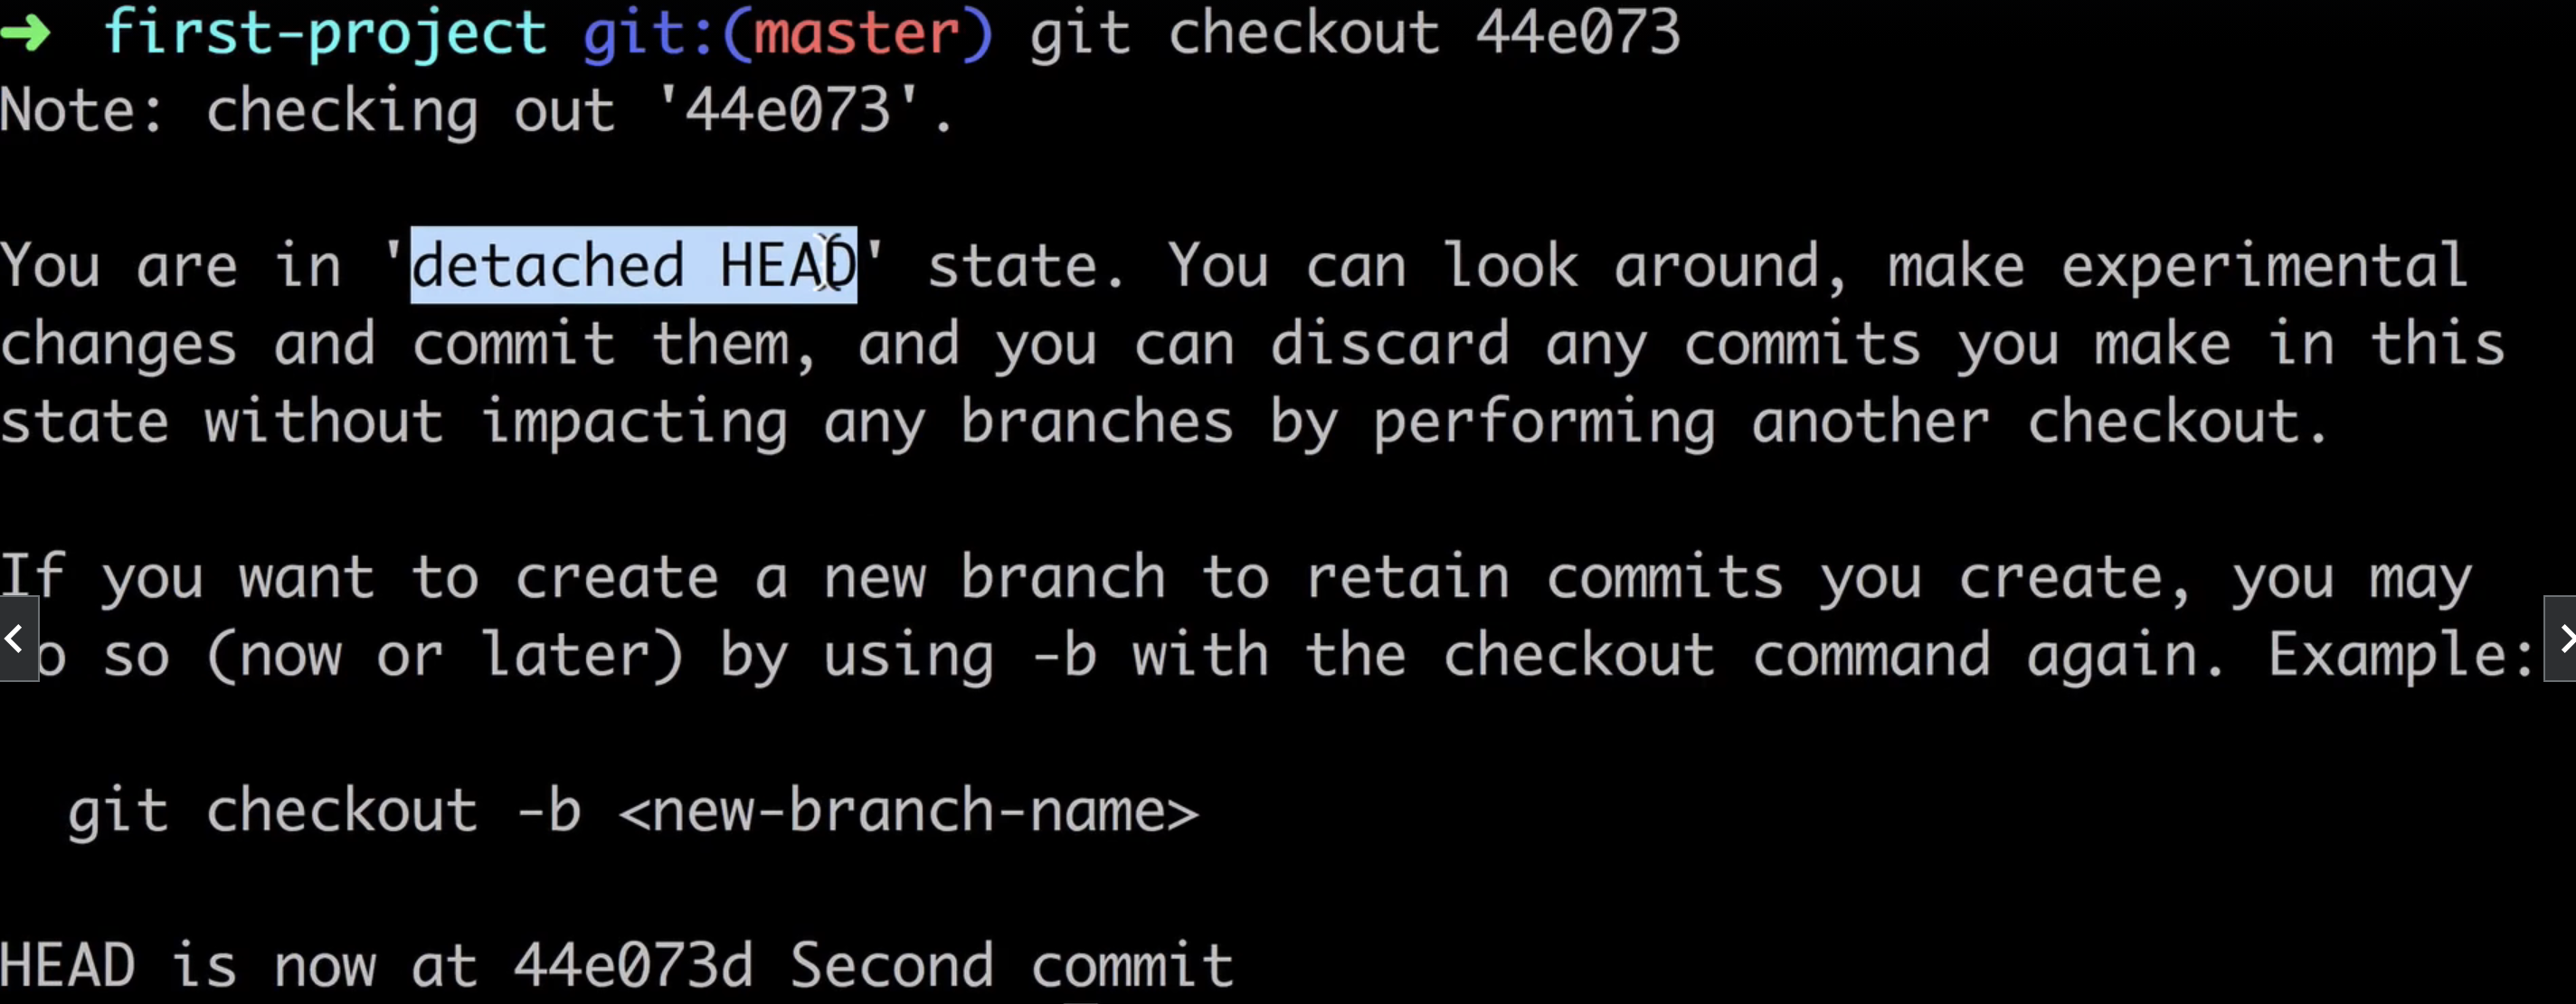 ➜  first-project git:(master) git checkout 44e073
Note: checking out '44e073'.
You are in 'detached HEAD' state. You can look around, make experimental
changes and commit them, and you can discard any commits you make in this
state without impacting any branches by performing another checkout.
If you want to create a new branch to retain commits you create, you may
o so (now or later) by using -b with the checkout command again. Example:
git checkout -b <new-branch-name>
HEAD is now at 44e073d Second commit